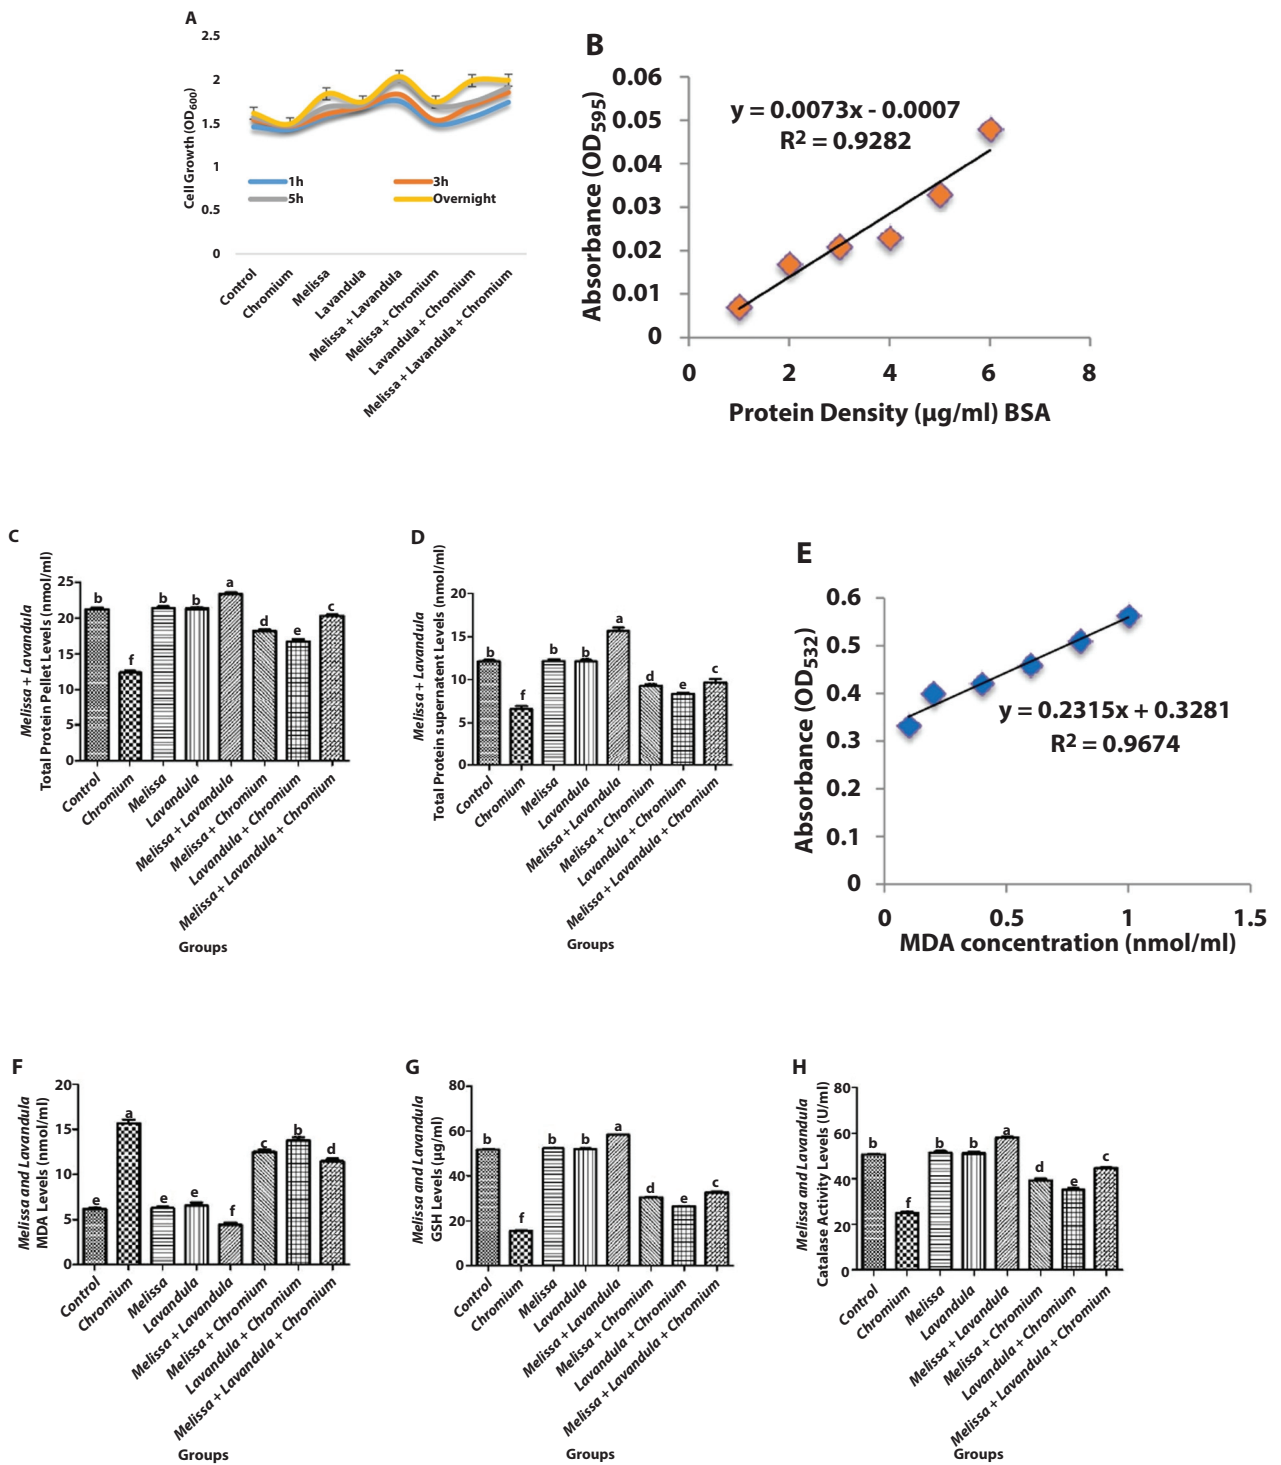 A
2.5
2
1.5
1
0.5
0
Cell Growth (OD600)
1h
3h
5h
Overnight
Control
Chromium
Melissa
Lavandula
Melissa + Lavandula
Melissa + Chromium
Lavandula + Chromium
Melissa + Lavandula + Chromium
B
0.06
0.05
0.04
0.03
0.02
0.01
0
Absorbance (OD595)
y = 0.0073x - 0.0007
R2 = 0.9282
0
2
4
6
8
Protein Density (µg/ml) BSA
C
Melissa + Lavandula
Total Protein Pellet Levels (nmol/ml)
25
20
15
10
5
0
b
f
b
b
a
d
e
c
Control
Chromium
Melissa
Lavandula
Melissa + Lavandula
Melissa + Chromium
Lavandula + Chromium
Melissa + Lavandula + Chromium
Groups
D
Melissa + Lavandula
Total Protein supernatent Levels (nmol/ml)
20
15
10
5
0
b
f
b
b
a
d
e
c
Control
Chromium
Melissa
Lavandula
Melissa + Lavandula
Melissa + Chromium
Lavandula + Chromium
Melissa + Lavandula + Chromium
Groups
E
0.6
0.5
0.4
0.3
0.2
0.1
0
Absorbance (OD532)
y = 0.2315x + 0.3281
R2 = 0.9674
0
0.5
1
1.5
MDA concentration (nmol/ml)
F
Melissa and Lavandula
MDA Levels (nmol/ml)
20
15
10
5
0
e
a
e
e
f
c
b
d
Control
Chromium
Melissa
Lavandula
Melissa + Lavandula
Melissa + Chromium
Lavandula + Chromium
Melissa + Lavandula + Chromium
Groups
G
Melissa and Lavandula
GSH Levels (µg/ml)
80
60
40
20
0
b
f
b
b
a
d
e
c
Control
Chromium
Melissa
Lavandula
Melissa + Lavandula
Melissa + Chromium
Lavandula + Chromium
Melissa + Lavandula + Chromium
Groups
H
Melissa and Lavandula
Catalase Activity Levels (U/ml)
80
60
40
20
0
b
f
b
b
a
d
e
c
Control
Chromium
Melissa
Lavandula
Melissa + Lavandula
Melissa + Chromium
Lavandula + Chromium
Melissa + Lavandula + Chromium
Groups